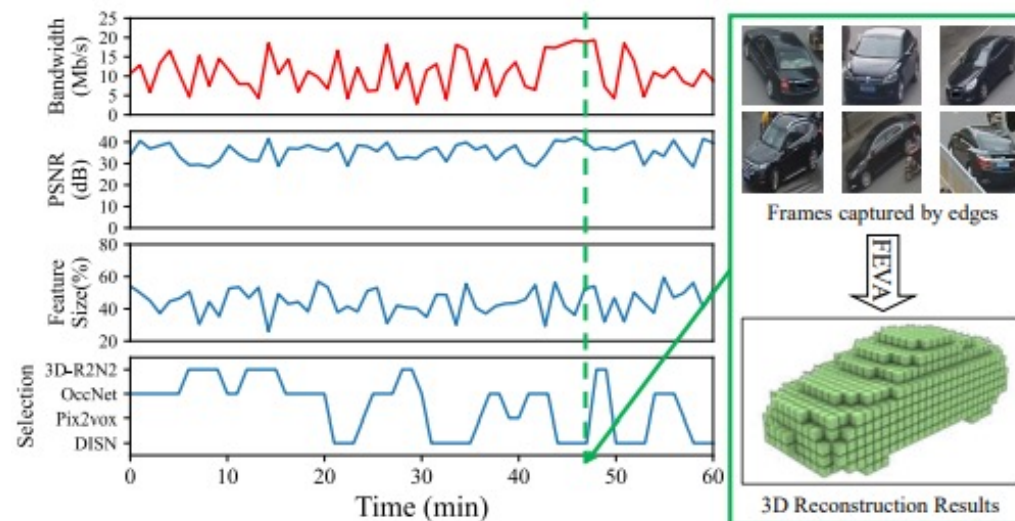 Bandwidth
(Mb/s)
25
20
15
10
5
0
PSNR
(dB)
40
30
20
10
0
Feature
Size(%)
80
60
40
20
Selection
3D-R2N2
OccNet
Pix2vox
DISN
0 10 20 30 40 50 60
Time (min)
Frames captured by edges
FEVA
3D Reconstruction Results